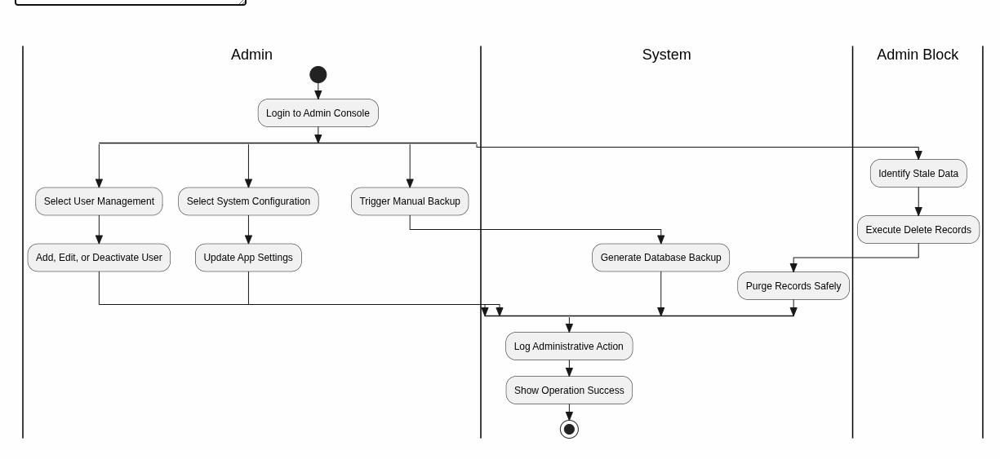 Admin
System
Admin Block
Login to Admin Console
Identify Stale Data
Select User Management
Select System Configuration
Trigger Manual Backup
Execute Delete Records
Add, Edit, or Deactivate User
Update App Settings
Generate Database Backup
Purge Records Safely
Log Administrative Action
Show Operation Success